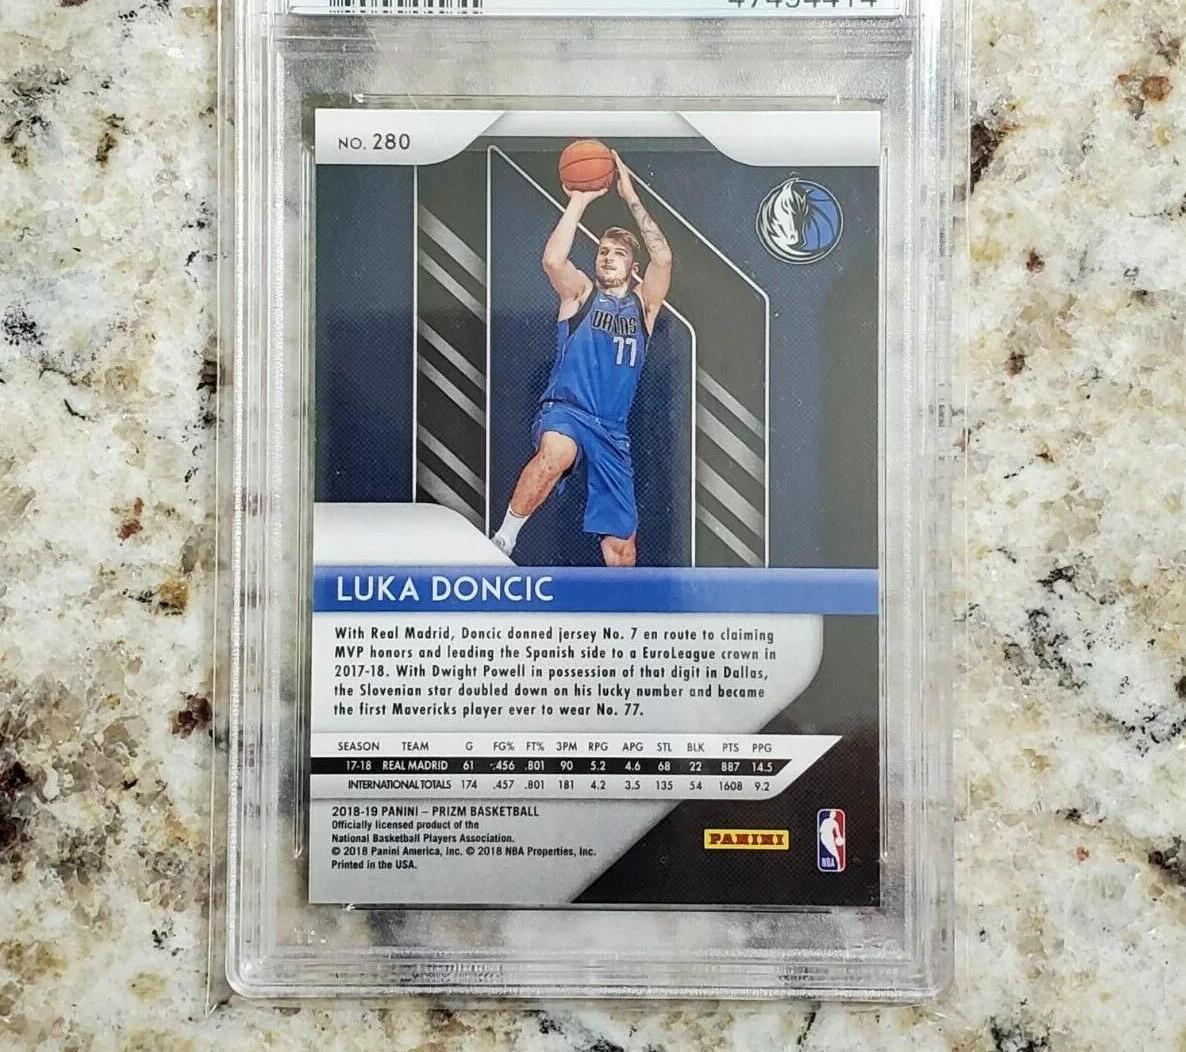 NO. 280
DALLAS
77
LUKA DONCIC
With Real Madrid, Doncic donned jersey No. 7 en route to claiming
MVP honors and leading the Spanish side to a EuroLeague crown in
2017-18. With Dwight Powell in possession of that digit in Dallas,
the Slovenian star doubled down on his lucky number and became
the first Mavericks player ever to wear No. 77.
SEASON TEAM G FG% FT% 3PM RPG APG STL BLK PTS PPG
17-18 REAL MADRID 61 .456 .801 90 5.2 4.6 68 22 887 14.5
INTERNATIONAL TOTALS 174 .457 .801 181 4.2 3.5 135 54 1608 9.2
2018-19 PANINI – PRIZM BASKETBALL
Officially licensed product of the
National Basketball Players Association.
© 2018 Panini America, Inc. © 2018 NBA Properties, Inc.
Printed in the USA.
PANINI
NBA